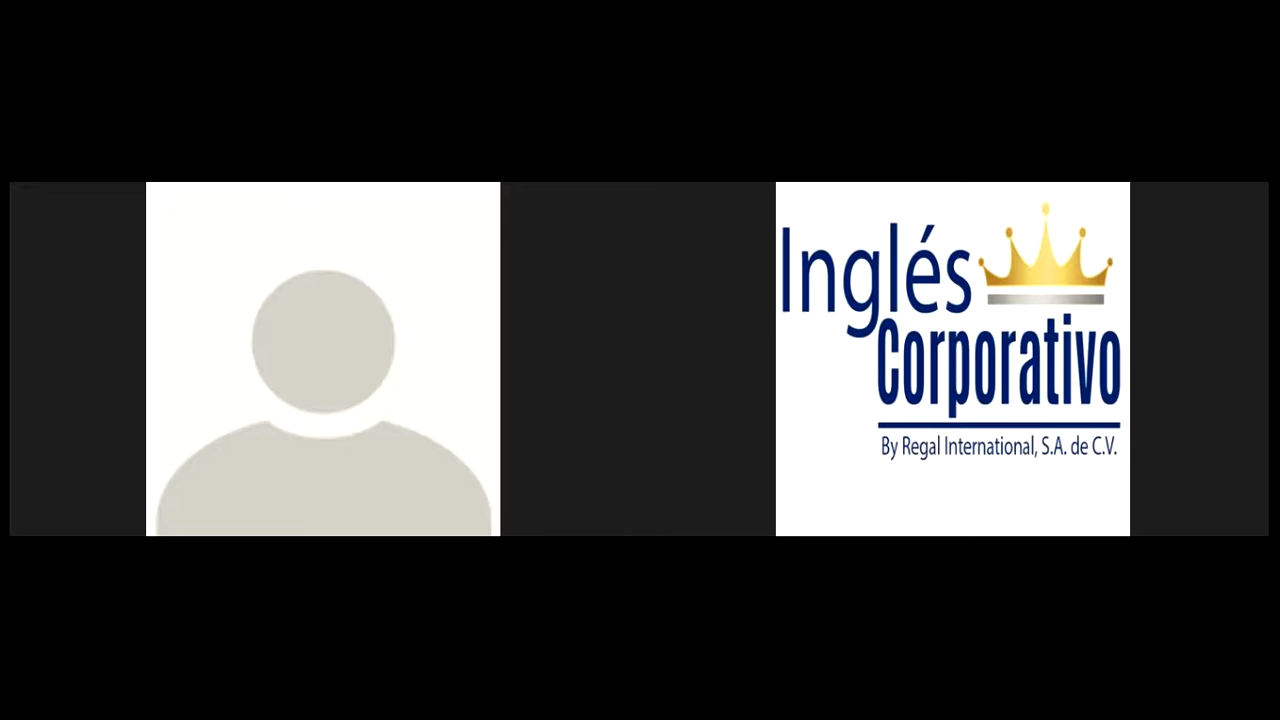 Inglés
Corporativo
By Regal International, S.A. de C.V.